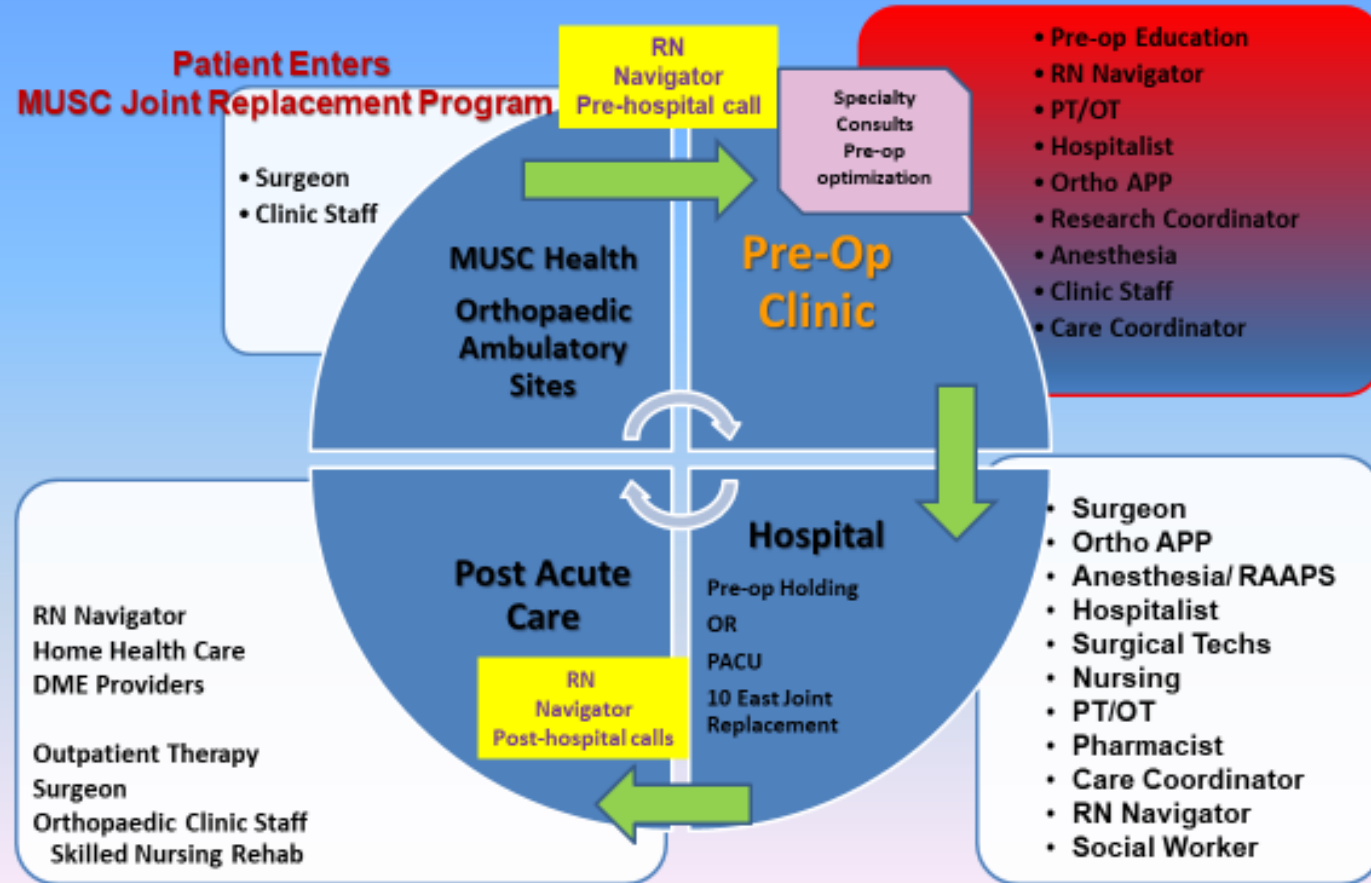 Patient Enters
MUSC Joint Replacement Program
• Surgeon
• Clinic Staff
RN
Navigator
Pre-hospital call
Specialty
Consults
Pre-op
optimization
• Pre-op Education
• RN Navigator
• PT/OT
• Hospitalist
• Ortho APP
• Research Coordinator
• Anesthesia
• Clinic Staff
• Care Coordinator
MUSC Health
Orthopaedic
Ambulatory
Sites
Pre-Op
Clinic
Hospital
Pre-op Holding
OR
PACU
10 East Joint
Replacement
• Surgeon
• Ortho APP
• Anesthesia/ RAAPS
• Hospitalist
• Surgical Techs
• Nursing
• PT/OT
• Pharmacist
• Care Coordinator
• RN Navigator
• Social Worker
Post Acute
Care
RN
Navigator
Post-hospital calls
RN Navigator
Home Health Care
DME Providers
Outpatient Therapy
Surgeon
Orthopaedic Clinic Staff
Skilled Nursing Rehab